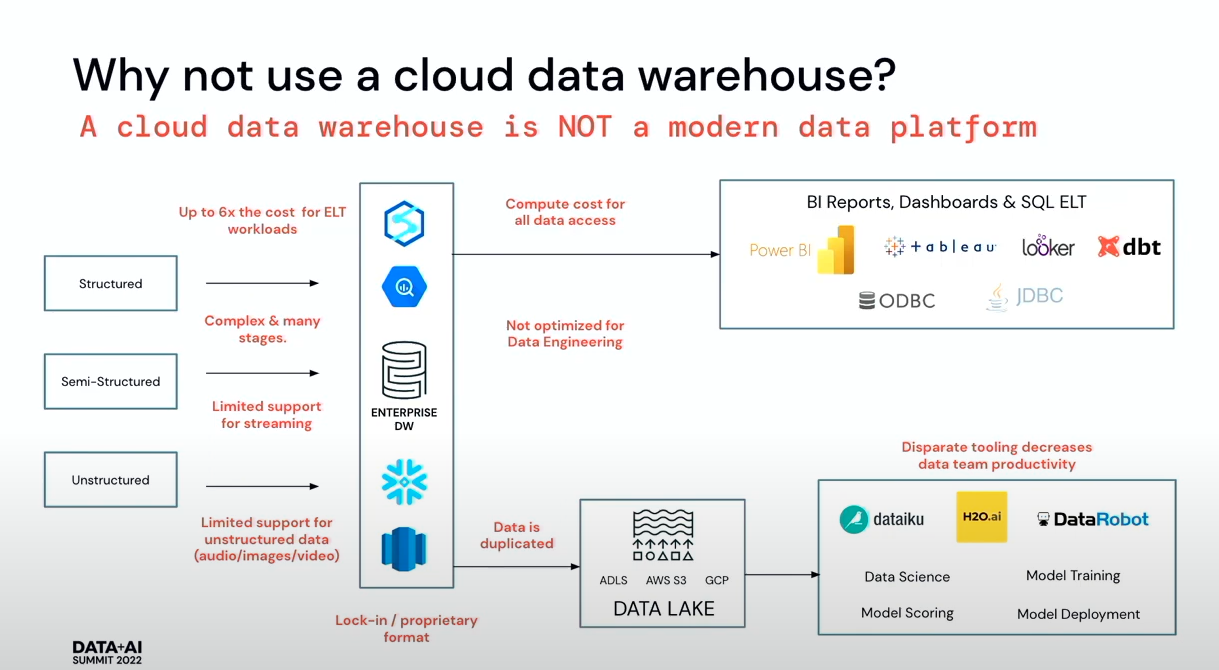 Why not use a cloud data warehouse?
A cloud data warehouse is NOT a modern data platform
Up to 6x the cost for ELT
workloads
Structured
Complex & many
stages.
Semi-Structured
Limited support
for streaming
Unstructured
Limited support for
unstructured data
(audio/images/video)
ENTERPRISE
DW
Lock-in / proprietary
format
Compute cost for
all data access
Not optimized for
Data Engineering
BI Reports, Dashboards & SQL ELT
Power BI
+ableau
looker
dbt
ODBC
JDBC
Data is
duplicated
ADLS AWS S3 GCP
DATA LAKE
Disparate tooling decreases
data team productivity
dataiku
H2O.ai
DataRobot
Data Science
Model Training
Model Scoring
Model Deployment
DATA+AI
SUMMIT 2022